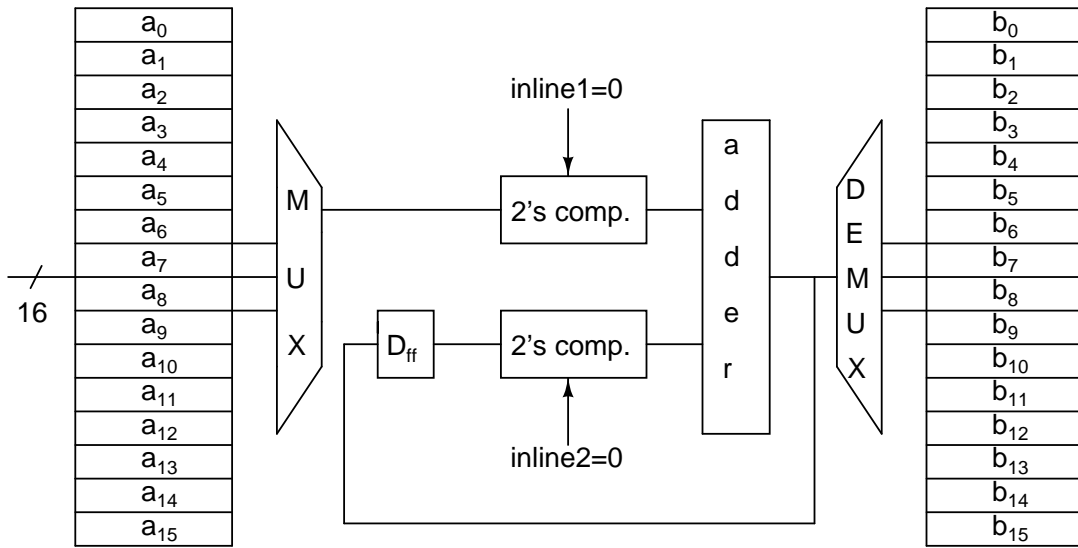 a0
a1
a2
a3
a4
a5
a6
a7
a8
a9
a10
a11
a12
a13
a14
a15
16
M
U
X
inline1=0
2's comp.
Dff
2's comp.
inline2=0
a
d
d
e
r
D
E
M
U
X
b0
b1
b2
b3
b4
b5
b6
b7
b8
b9
b10
b11
b12
b13
b14
b15